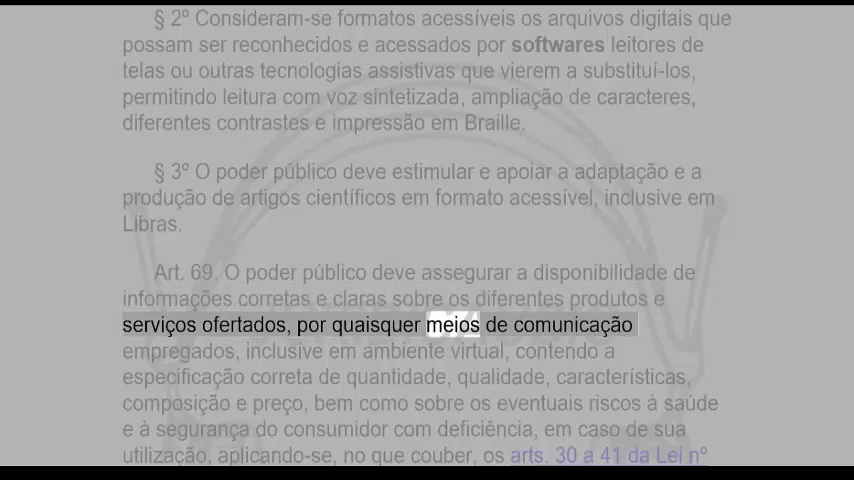 § 2º Consideram-se formatos acessíveis os arquivos digitais que
possam ser reconhecidos e acessados por softwares leitores de
telas ou outras tecnologias assistivas que vierem a substituí-los,
permitindo leitura com voz sintetizada, ampliação de caracteres,
diferentes contrastes e impressão em Braille.
§ 3º O poder público deve estimular e apoiar a adaptação e a
produção de artigos científicos em formato acessível, inclusive em
Libras.
Art. 69. O poder público deve assegurar a disponibilidade de
informações corretas e claras sobre os diferentes produtos e
serviços ofertados, por quaisquer meios de comunicação
empregados, inclusive em ambiente virtual, contendo a
especificação correta de quantidade, qualidade, características,
composição e preço, bem como sobre os eventuais riscos à saúde
e à segurança do consumidor com deficiência, em caso de sua
utilização, aplicando-se, no que couber, os arts. 30 a 41 da Lei nº